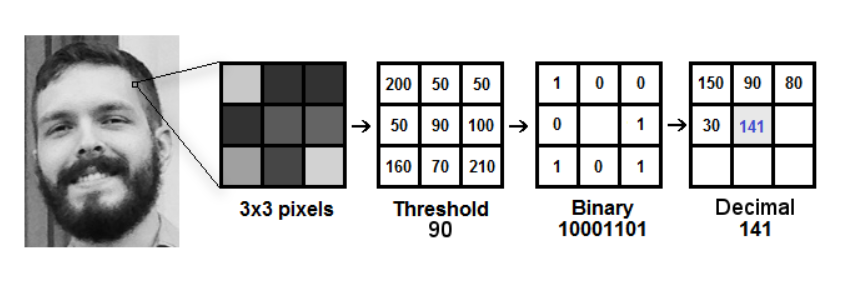 200 50 50
50 90 100
160 70 210
1 0 0
0 1
1 0 1
150 90 80
30 141
3x3 pixels
Threshold
90
Binary
10001101
Decimal
141